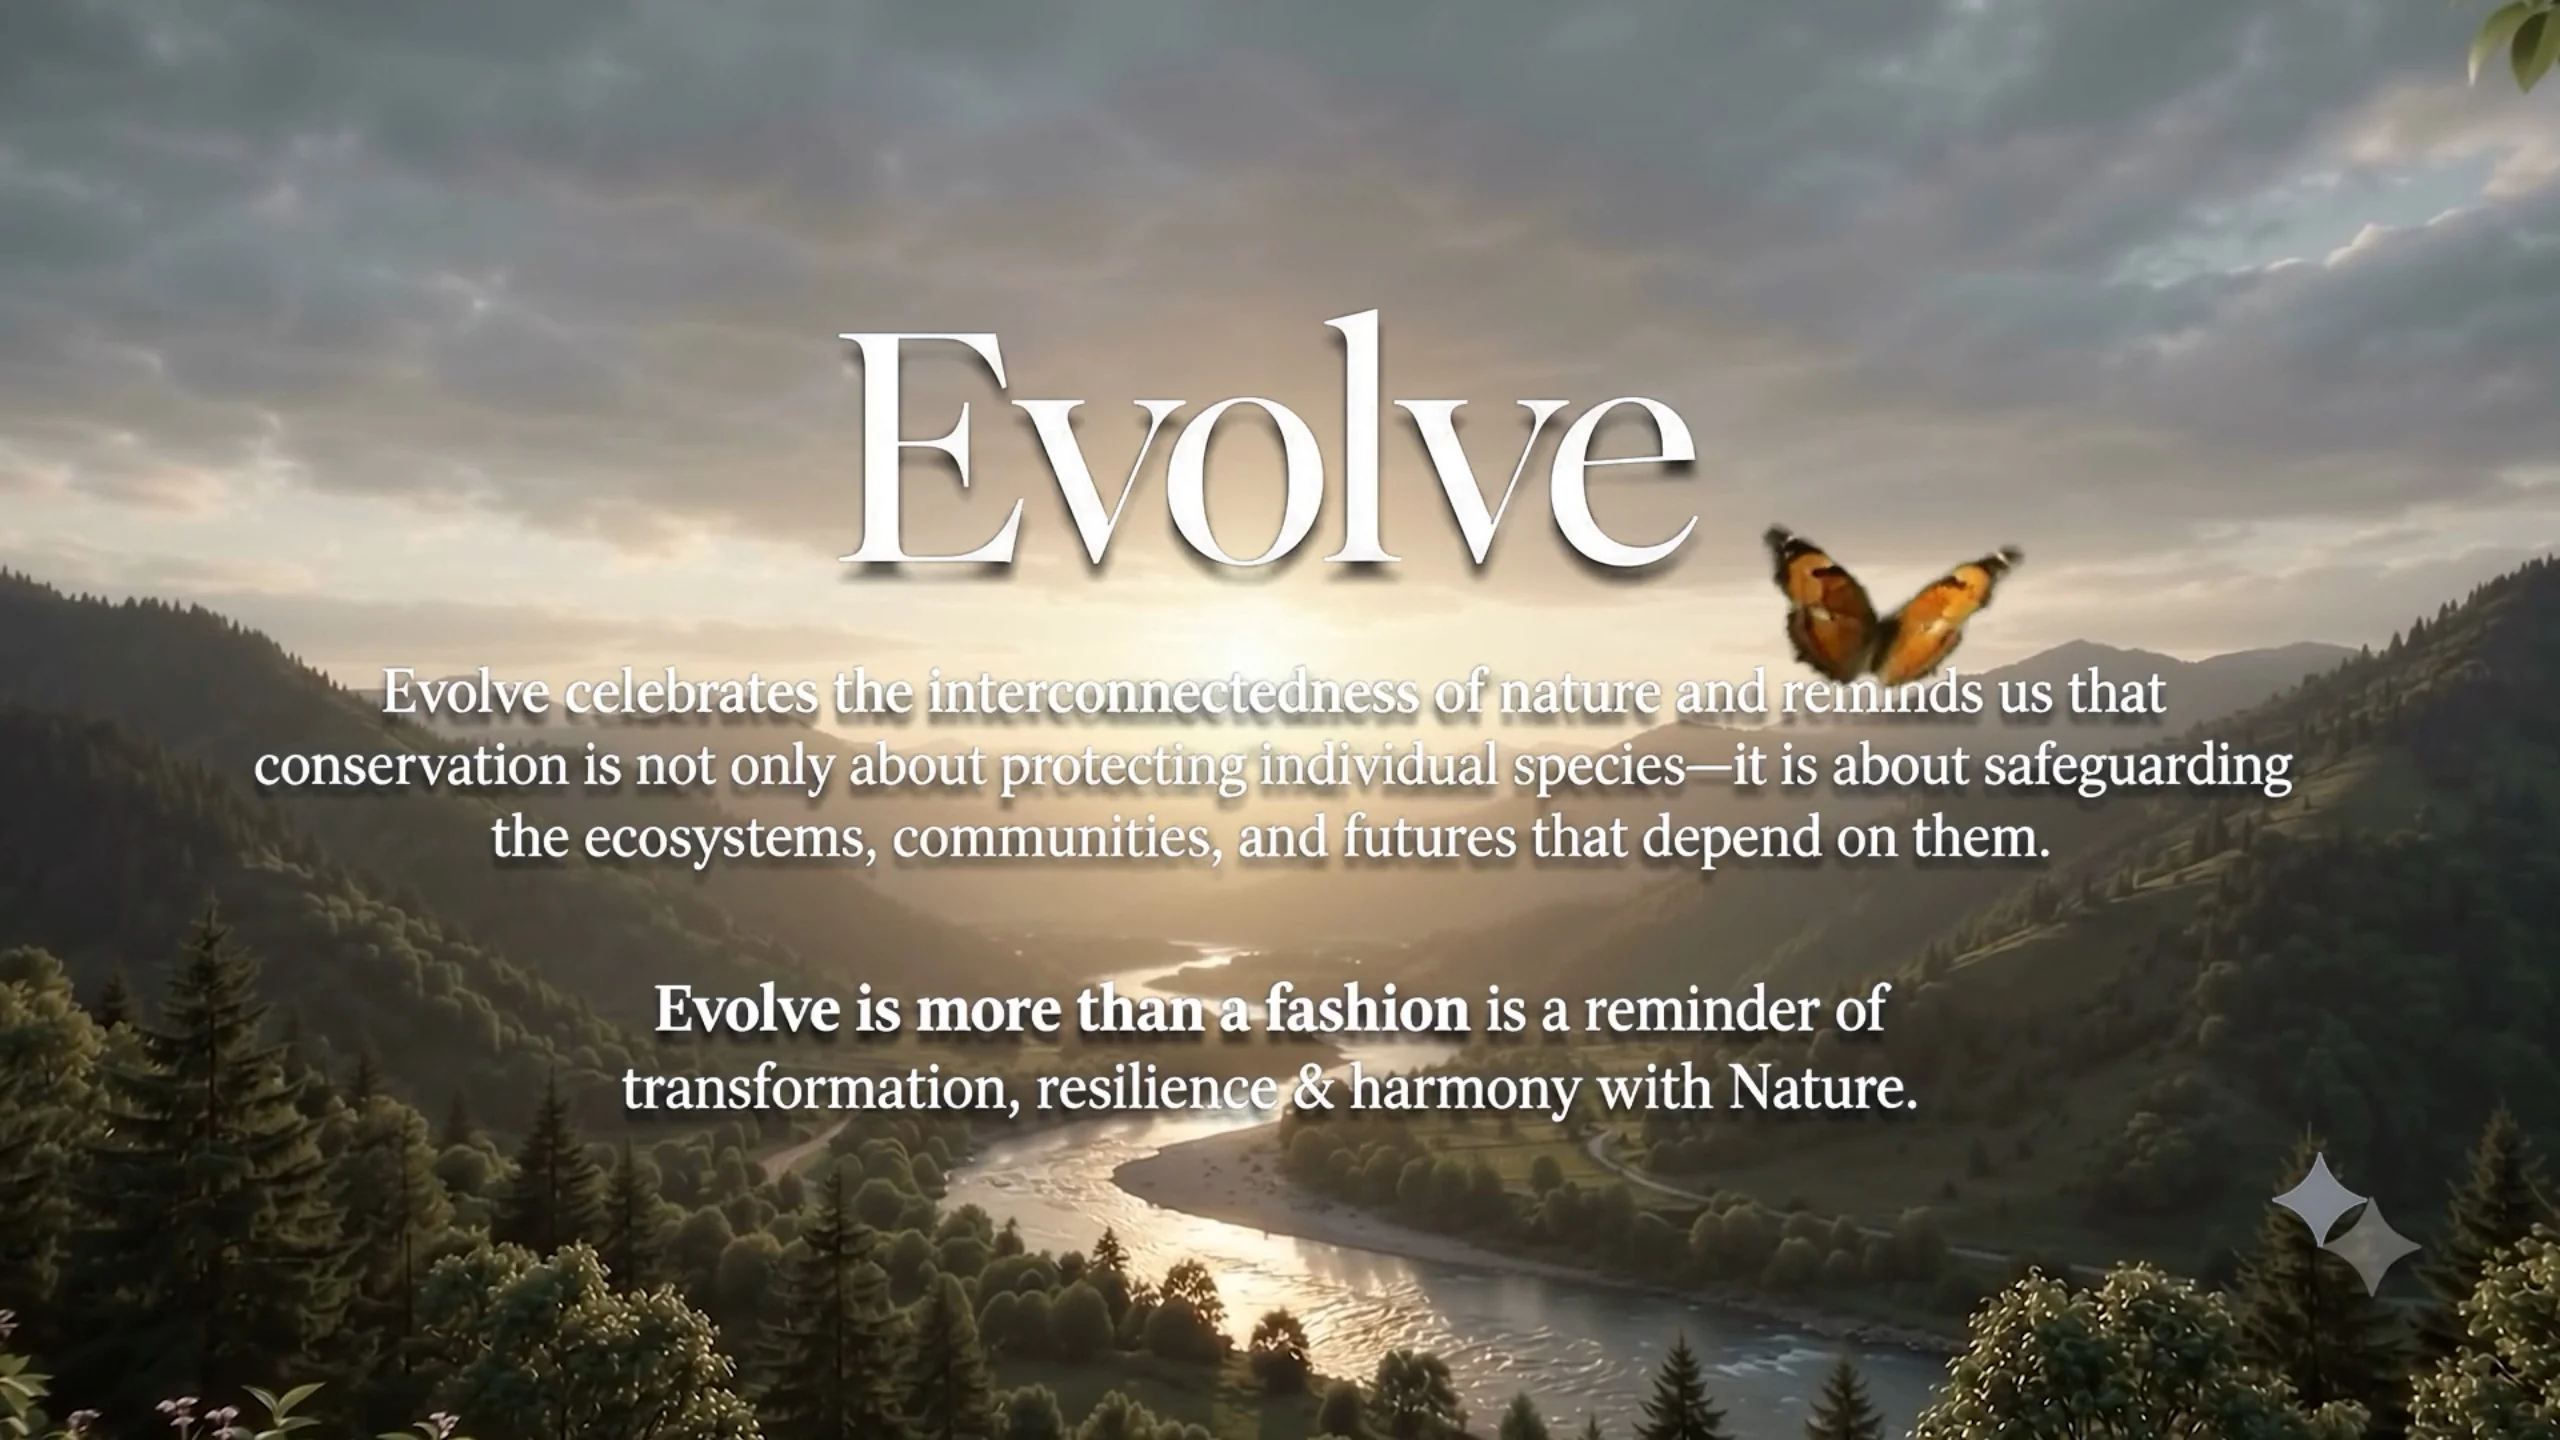 Evolve
Evolve celebrates the interconnectedness of nature and reminds us that
conservation is not only about protecting individual species—it is about safeguarding
the ecosystems, communities, and futures that depend on them.
Evolve is more than a fashion is a reminder of
transformation, resilience & harmony with Nature.